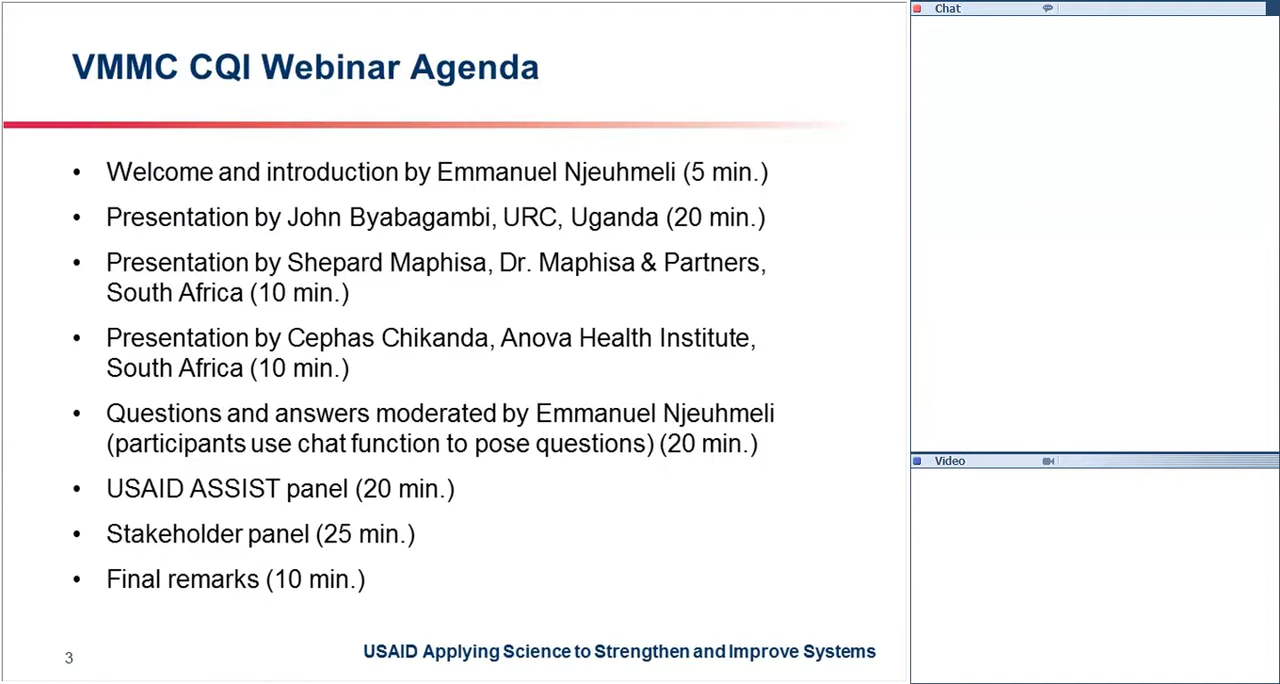 VMMC CQI Webinar Agenda
• Welcome and introduction by Emmanuel Njeuhmeli (5 min.)
• Presentation by John Byabagambi, URC, Uganda (20 min.)
• Presentation by Shepard Maphisa, Dr. Maphisa & Partners,
South Africa (10 min.)
• Presentation by Cephas Chikanda, Anova Health Institute,
South Africa (10 min.)
• Questions and answers moderated by Emmanuel Njeuhmeli
(participants use chat function to pose questions) (20 min.)
• USAID ASSIST panel (20 min.)
• Stakeholder panel (25 min.)
• Final remarks (10 min.)
3
USAID Applying Science to Strengthen and Improve Systems
Chat
Video